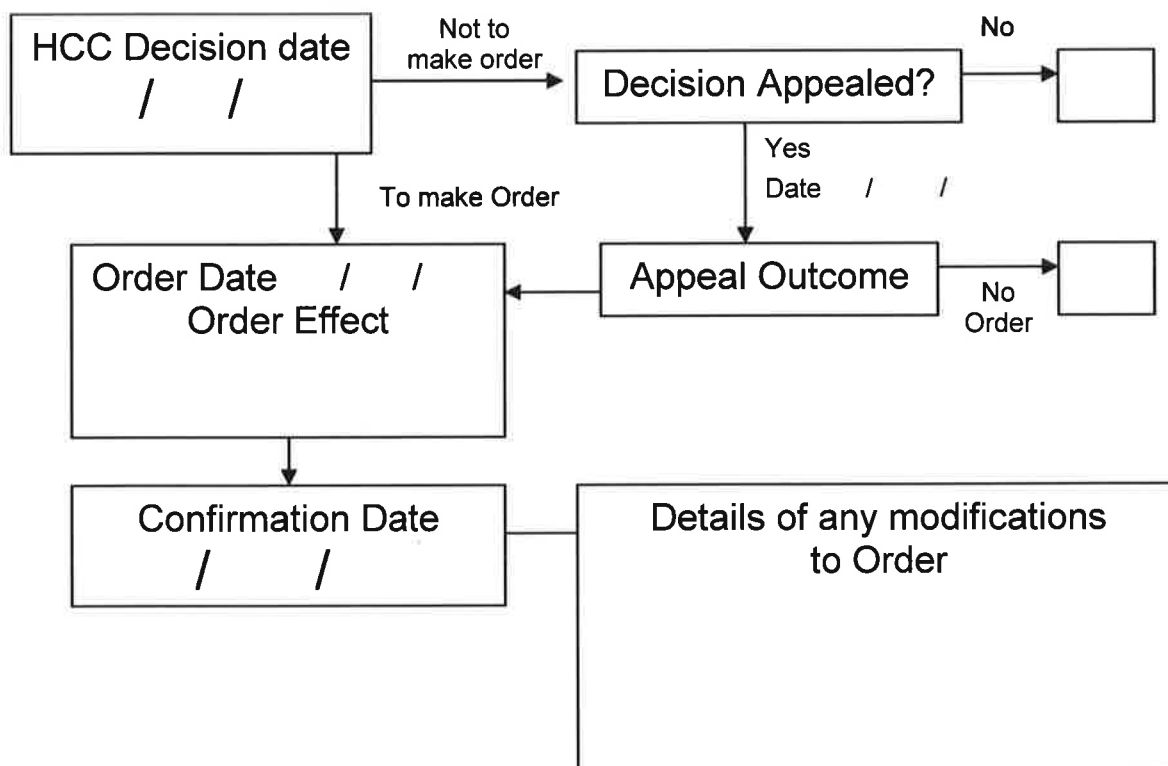 HCC Decision date
/ /
Not to
make order
Decision Appealed?
No
Yes
Date / /
To make Order
Order Date / /
Order Effect
Appeal Outcome
No
Order
Confirmation Date
/ /
Details of any modifications
to Order